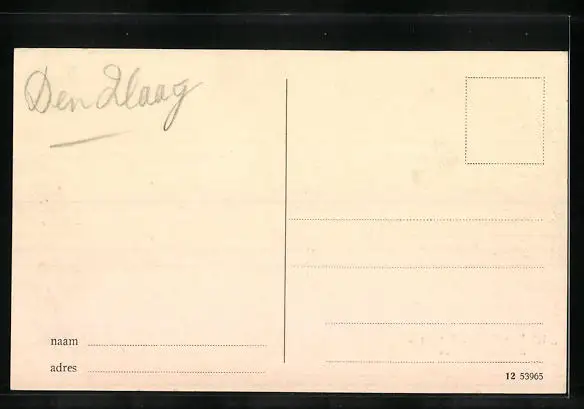 Den Haag
naam
adres
12 53965